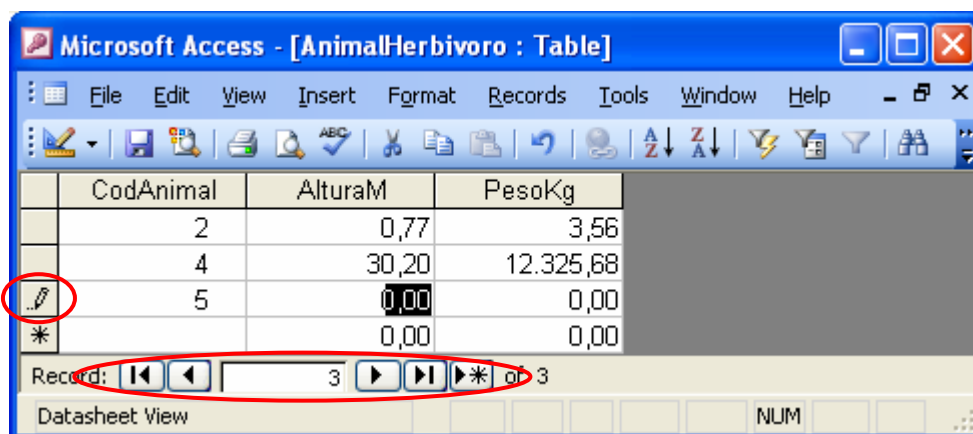 Microsoft Access - [AnimalHerbivoro : Table]
File Edit View Insert Format Records Tools Window Help
ABC A Z Z A
CodAnimal AlturaM PesoKg
2 0,77 3,56
4 30,20 12.325,68
5 0,00 0,00
0,00 0,00
Record: 3 of 3
Datasheet View NUM